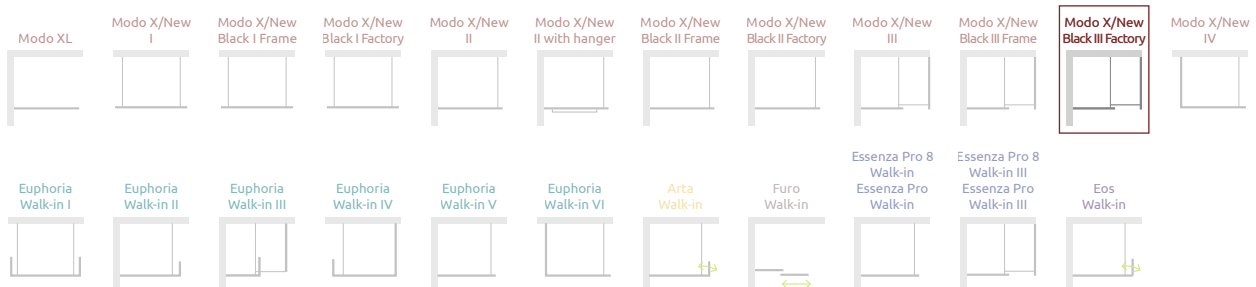 Modo XL
Modo X/New
I
Modo X/New
Black I Frame
Modo X/New
Black I Factory
Modo X/New
II
Modo X/New
II with hanger
Modo X/New
Black II Frame
Modo X/New
Black II Factory
Modo X/New
III
Modo X/New
Black III Frame
Modo X/New
Black III Factory
Modo X/New
IV
Euphoria
Walk-in I
Euphoria
Walk-in II
Euphoria
Walk-in III
Euphoria
Walk-in IV
Euphoria
Walk-in V
Euphoria
Walk-in VI
Arta
Walk-in
Furo
Walk-in
Essenza Pro 8
Walk-in
Essenza Pro
Walk-in
Essenza Pro 8
Walk-in III
Essenza Pro
Walk-in III
Eos
Walk-in